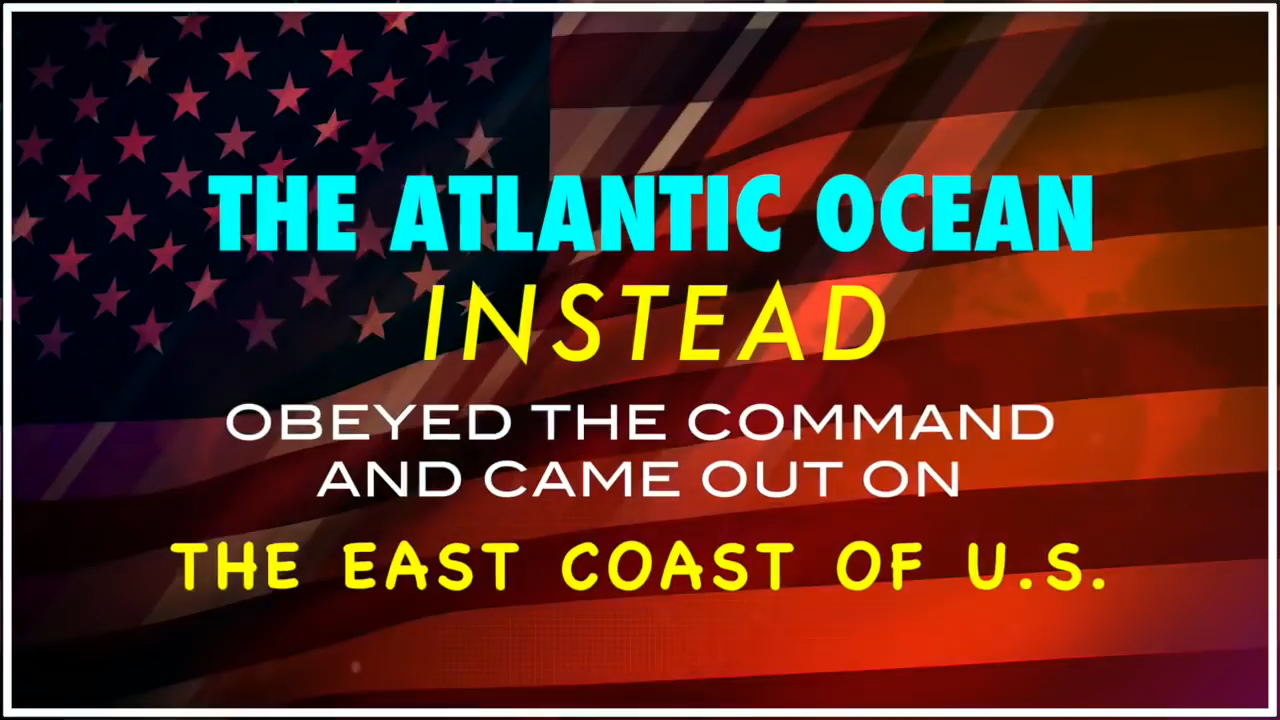 THE ATLANTIC OCEAN
INSTEAD
OBEYED THE COMMAND
AND CAME OUT ON
THE EAST COAST OF U.S.